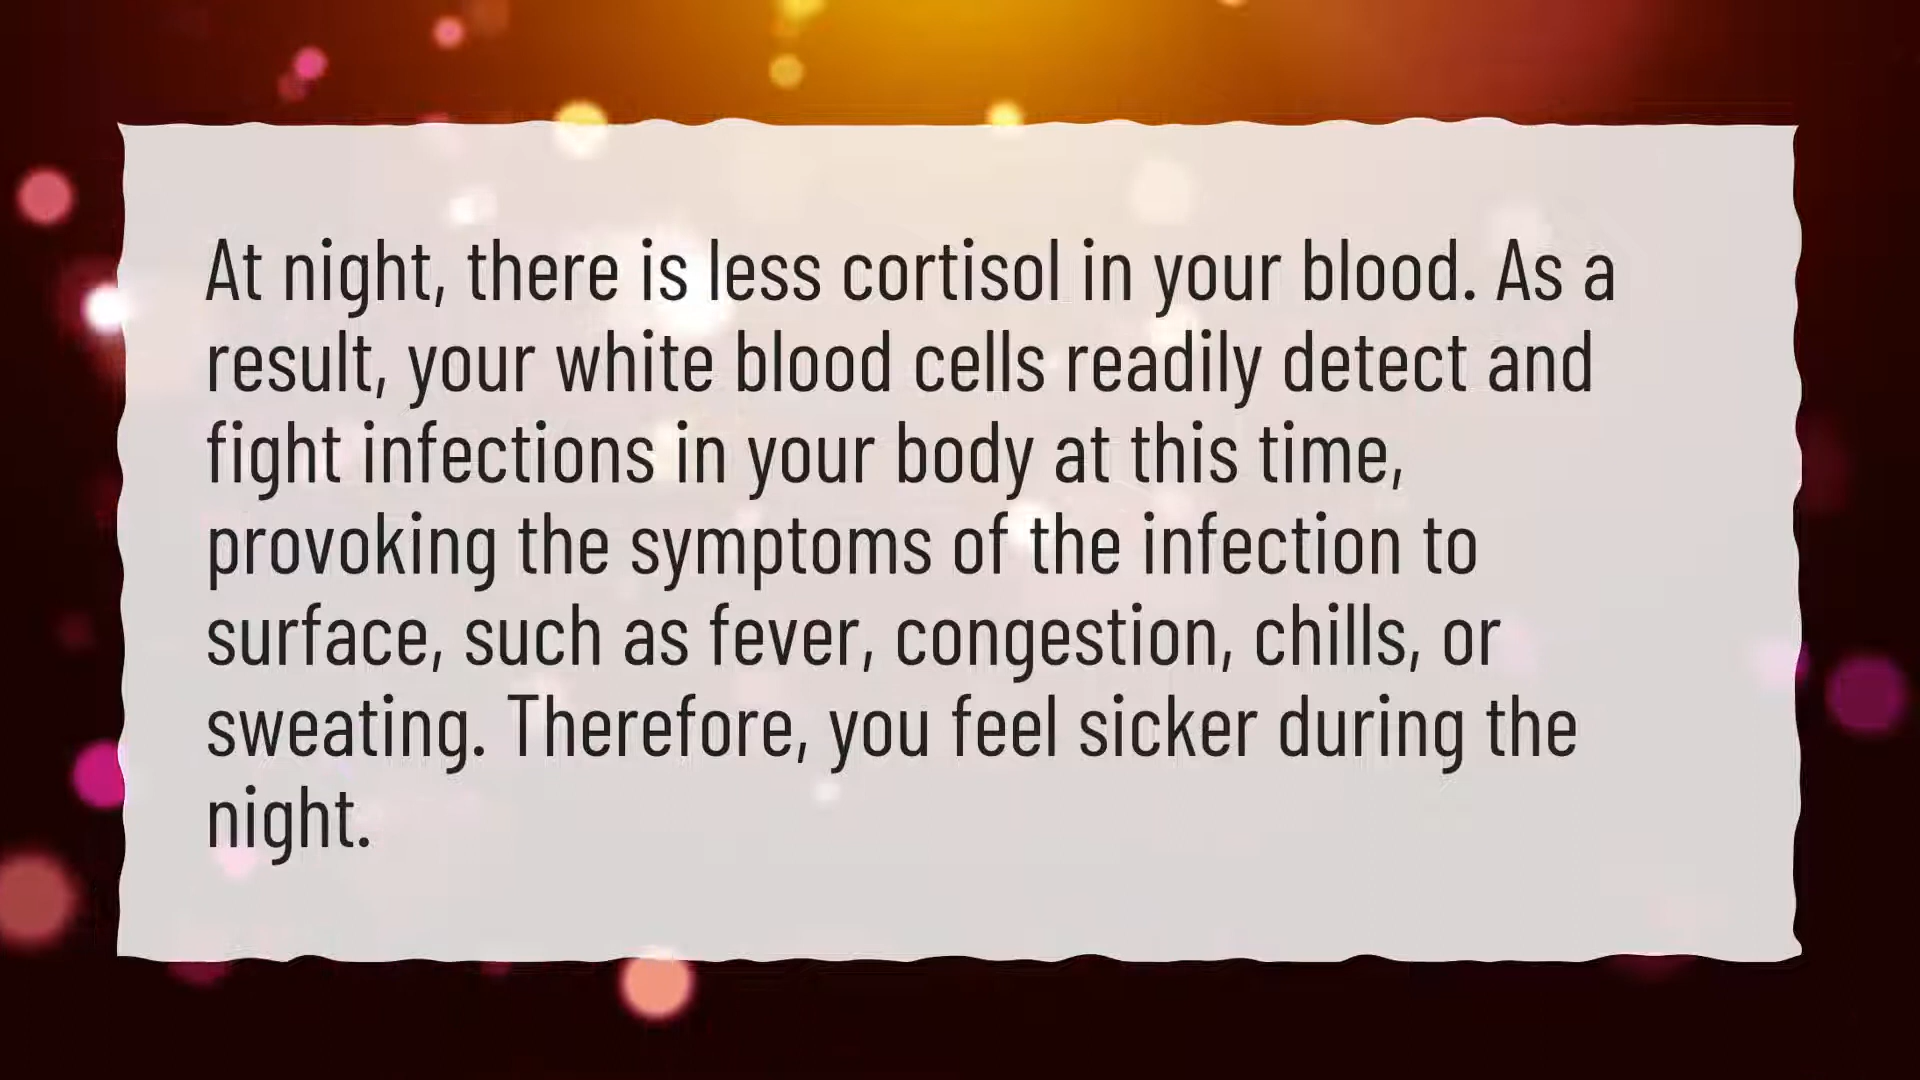 At night, there is less cortisol in your blood. As a
result, your white blood cells readily detect and
fight infections in your body at this time,
provoking the symptoms of the infection to
surface, such as fever, congestion, chills, or
sweating. Therefore, you feel sicker during the
night.